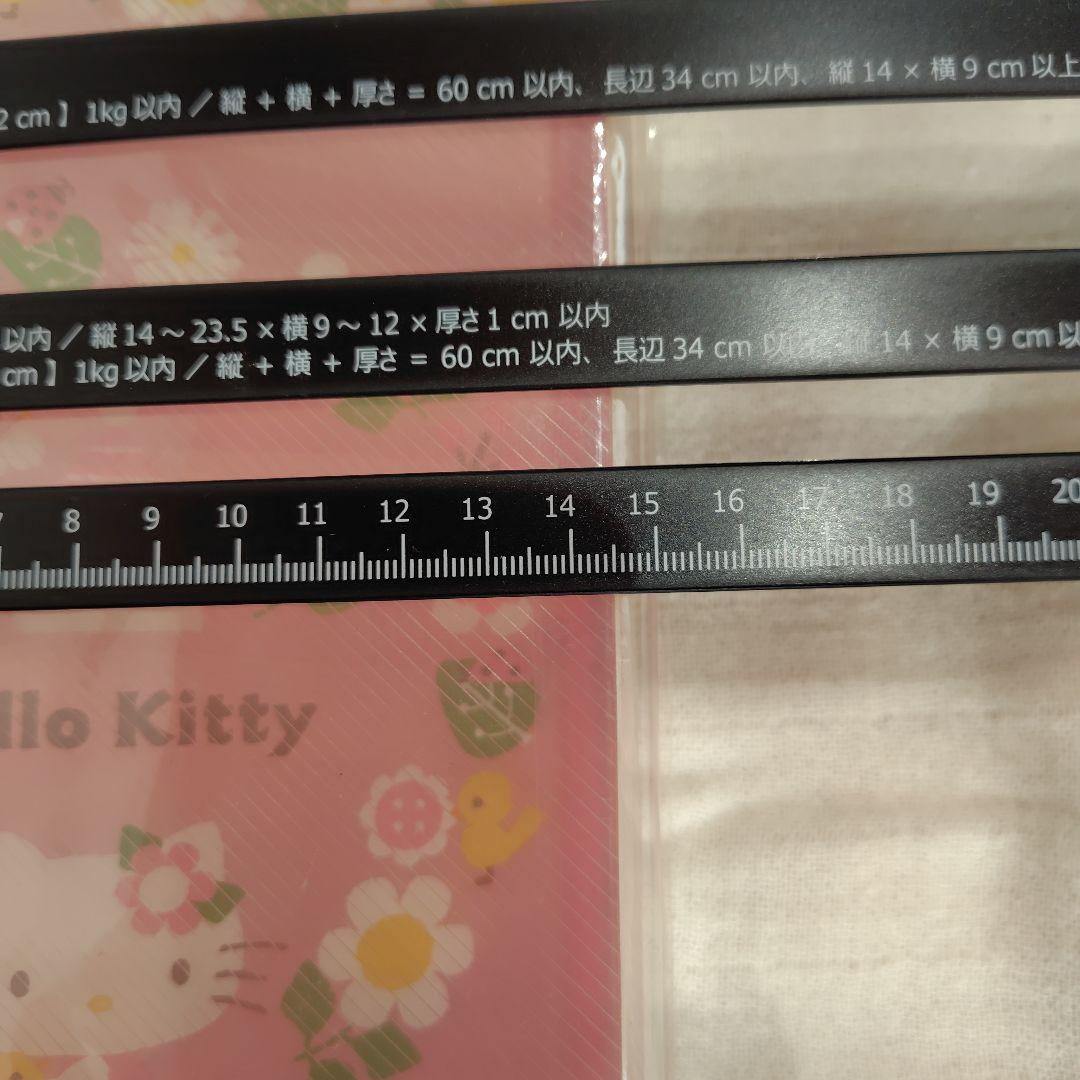 2 cm 】 1kg 以内 ／ 縦 ＋ 横 ＋ 厚さ ＝ 60 cm 以内、 長辺 34 cm 以内、 縦 14 × 横 9 cm 以上
以内 ／ 縦 14 ～ 23.5 × 横 9 ～ 12 × 厚さ 1 cm 以内
cm 】 1kg 以内 ／ 縦 ＋ 横 ＋ 厚さ ＝ 60 cm 以内、 長辺 34 cm 以内、 縦 14 × 横 9 cm 以
7 8 9 10 11 12 13 14 15 16 17 18 19 20
llo Kitty